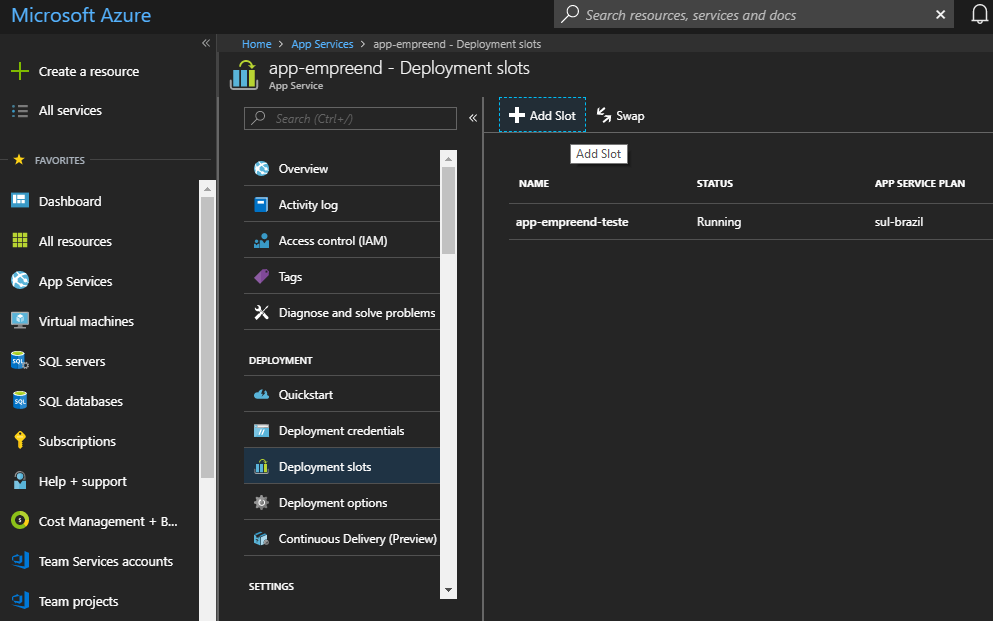 Microsoft Azure
Search resources, services and docs
Home > App Services > app-empreend - Deployment slots
app-empreend - Deployment slots
App Service
Create a resource
All services
FAVORITES
Dashboard
All resources
App Services
Virtual machines
SQL servers
SQL databases
Subscriptions
Help + support
Cost Management + B...
Team Services accounts
Team projects
Search (Ctrl+/)
Overview
Activity log
Access control (IAM)
Tags
Diagnose and solve problems
DEPLOYMENT
Quickstart
Deployment credentials
Deployment slots
Deployment options
Continuous Delivery (Preview)
SETTINGS
Add Slot Swap
Add Slot
NAME STATUS APP SERVICE PLAN
app-empreend-teste Running sul-brazil